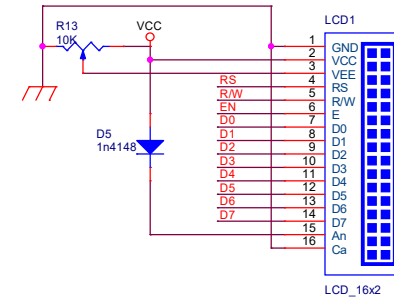 LCD1
R13
10K
VCC
1 GND
2 VCC
3 VEE
RS 4 RS
R/W 5 R/W
EN 6 E
D0 7 D0
D1 8 D1
D2 9 D2
D3 10 D3
D4 11 D4
D5 12 D5
D6 13 D6
D7 14 D7
15 An
16 Ca
D5
1n4148
LCD_16x2